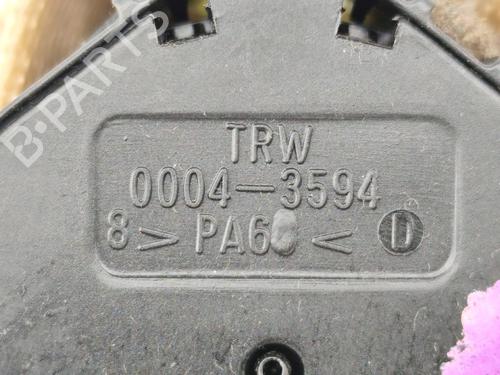 B-PARTS
TRW
0004-3594
8 >PA6 < D